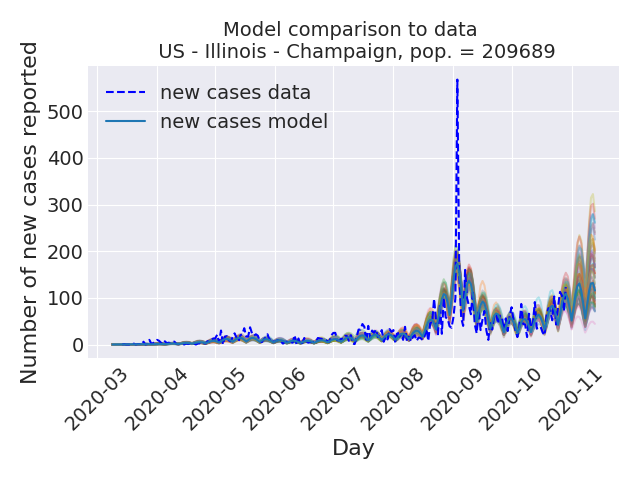 Model comparison to data
US - Illinois - Champaign, pop. = 209689
Number of new cases reported
new cases data
new cases model
500
400
300
200
100
0
2020-03
2020-04
2020-05
2020-06
2020-07
2020-08
2020-09
2020-10
2020-11
Day